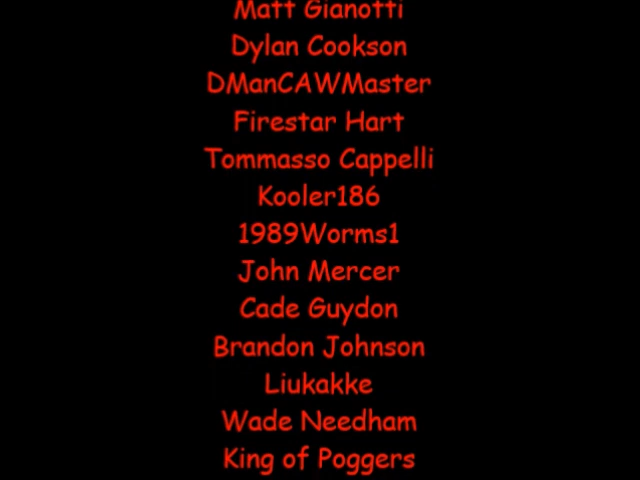 Matt Gianotti
Dylan Cookson
DManCAWMaster
Firestar Hart
Tommasso Cappelli
Kooler186
1989Worms1
John Mercer
Cade Guydon
Brandon Johnson
Liukakke
Wade Needham
King of Poggers